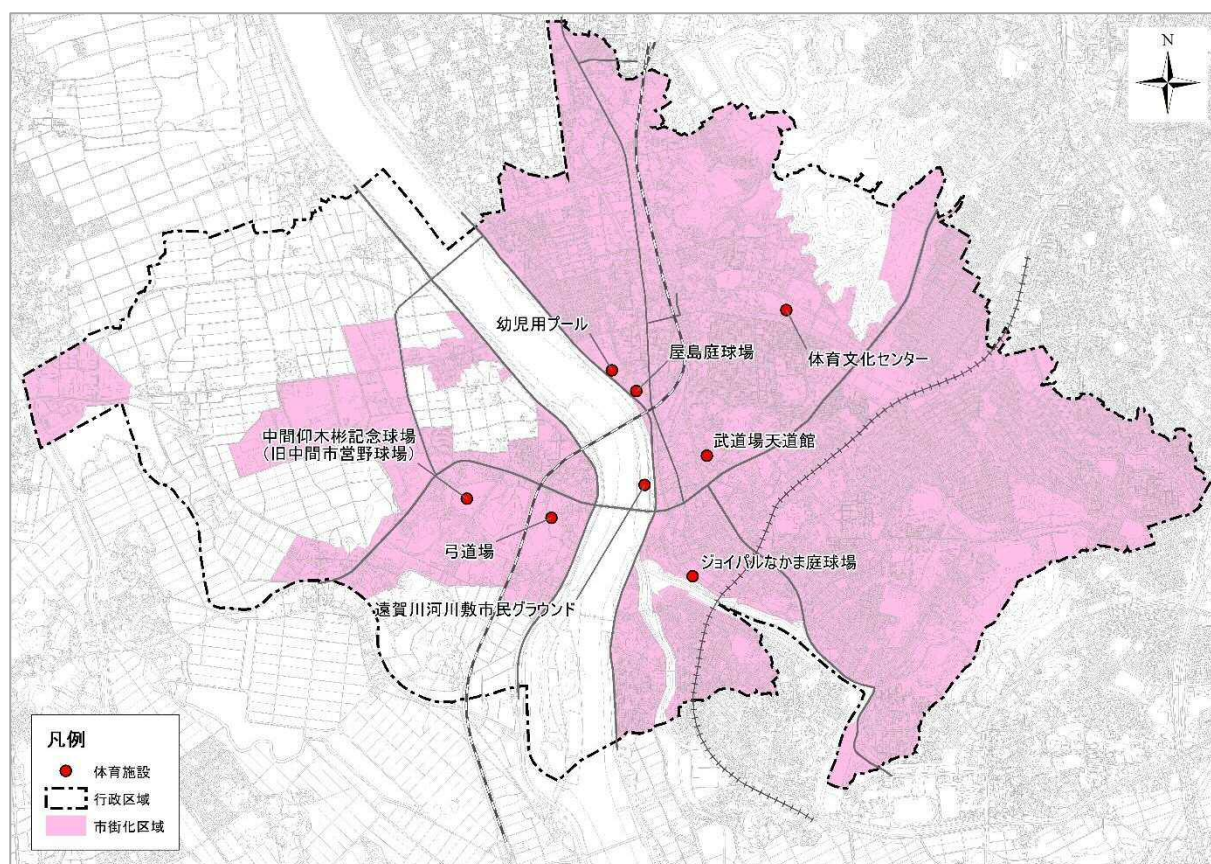 N
幼児用プール
屋島庭球場
体育文化センター
中間仰木彬記念球場
(旧中間市営野球場)
武道場天道館
弓道場
ジョイパルなかま庭球場
遠賀川河川敷市民グラウンド
凡例
体育施設
行政区域
市街化区域